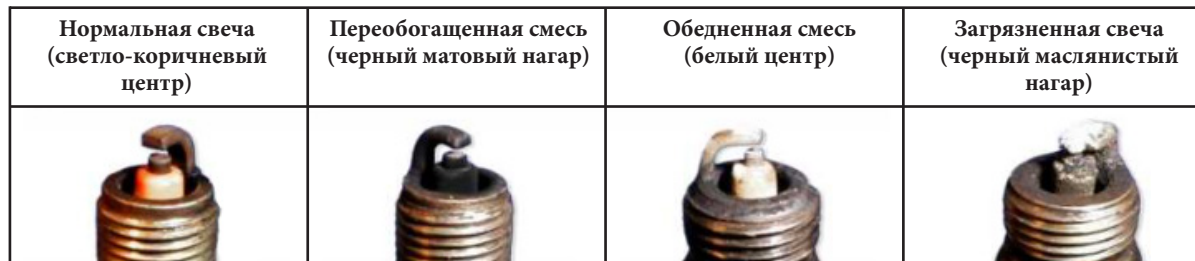 Нормальная свеча
(светло-коричневый
центр)
Переобогащенная смесь
(черный матовый нагар)
Обедненная смесь
(белый центр)
Загрязненная свеча
(черный маслянистый
нагар)